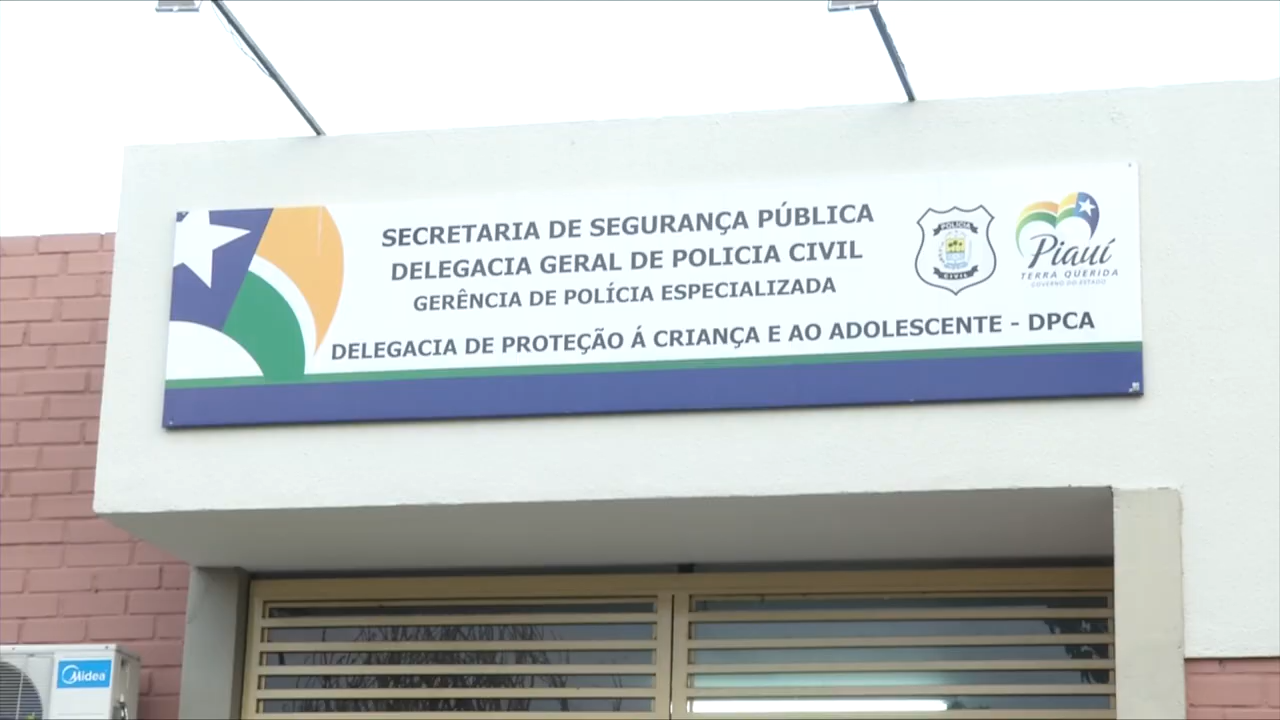 SECRETARIA DE SEGURANÇA PÚBLICA
DELEGACIA GERAL DE POLICIA CIVIL
GERÊNCIA DE POLÍCIA ESPECIALIZADA
DELEGACIA DE PROTEÇÃO Á CRIANÇA E AO ADOLESCENTE - DPCA
POLÍCIA
CIVIL
Piauí
TERRA QUERIDA
GOVERNO DO ESTADO
Midea